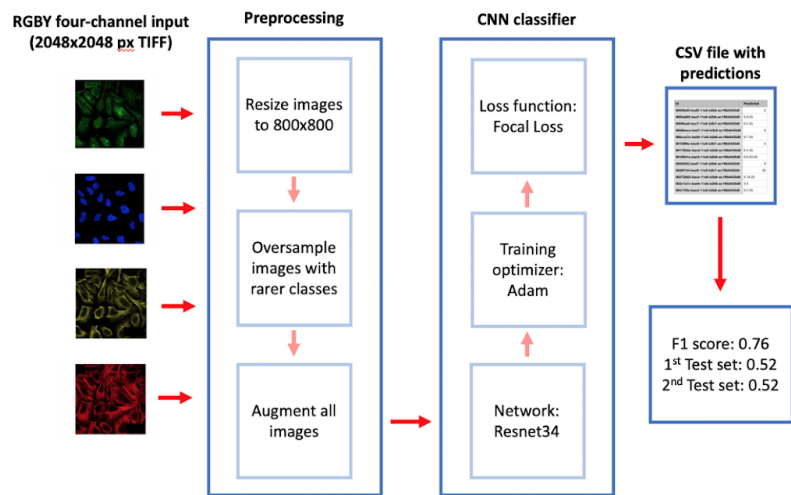 RGBY four-channel input
(2048x2048 px TIFF)
Preprocessing
Resize images
to 800x800
Oversample
images with
rarer classes
Augment all
images
CNN classifier
Loss function:
Focal Loss
Training
optimizer:
Adam
Network:
Resnet34
CSV file with
predictions
Id Predicted
F1 score: 0.76
1st Test set: 0.52
2nd Test set: 0.52